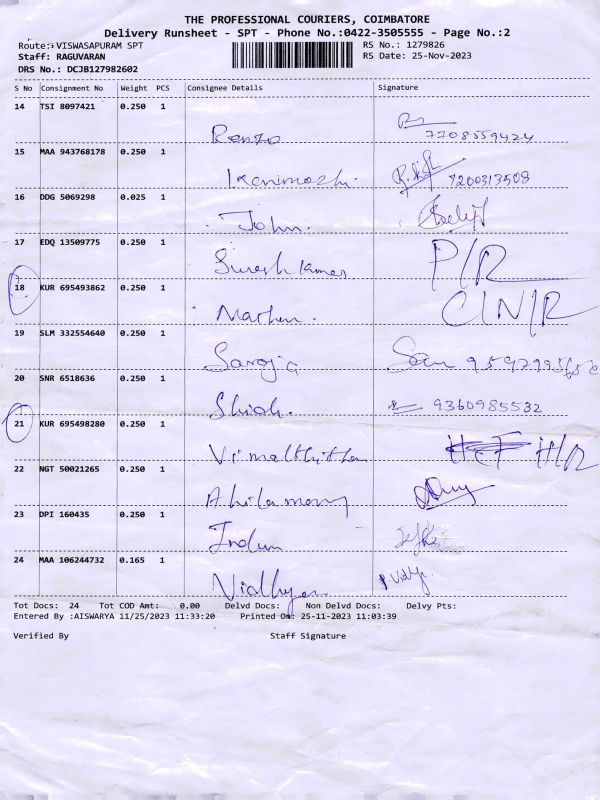 THE PROFESSIONAL COURIERS, COIMBATORE
Delivery Runsheet - SPT - Phone No.:0422-3505555 - Page No.:2
Route: VISWASAPURAM SPT
RS No.: 1279826
Staff: RAGUVARAN
RS Date: 25-Nov-2023
DRS No.: DCJB127982602
S No Consignment No Weight PCS Consignee Details Signature
14 TSI 8097421 0.250 1
Renzo 7708559424
15 MAA 943768178 0.250 1
Kanimozhi. 7200313508
16 DDG 5069298 0.025 1
John.
17 EDQ 13509775 0.250 1
Suresh Kumar P/R
18 KUR 695493862 0.250 1
Mathen. C/N/R
19 SLM 332554640 0.250 1
Saroja
20 SNR 6518636 0.250 1
9360985532
21 KUR 695498280 0.250 1
H/R
22 NGT 50021265 0.250 1
23 DPI 160435 0.250 1
24 MAA 106244732 0.165 1
Tot Docs: 24 Tot COD Amt: 0.00 Delvd Docs: Non Delvd Docs: Delvy Pts:
Entered By :AISWARYA 11/25/2023 11:33:20 Printed On: 25-11-2023 11:03:39
Verified By Staff Signature